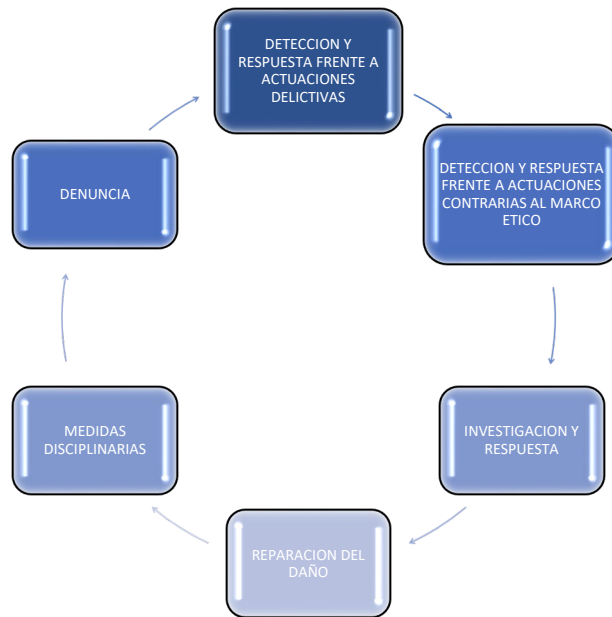 DETECCION Y
RESPUESTA FRENTE A
ACTUACIONES
DELICTIVAS
DETECCION Y RESPUESTA
FRENTE A ACTUACIONES
CONTRARIAS AL MARCO
ETICO
INVESTIGACION Y
RESPUESTA
REPARACION DEL
DAÑO
MEDIDAS
DISCIPLINARIAS
DENUNCIA